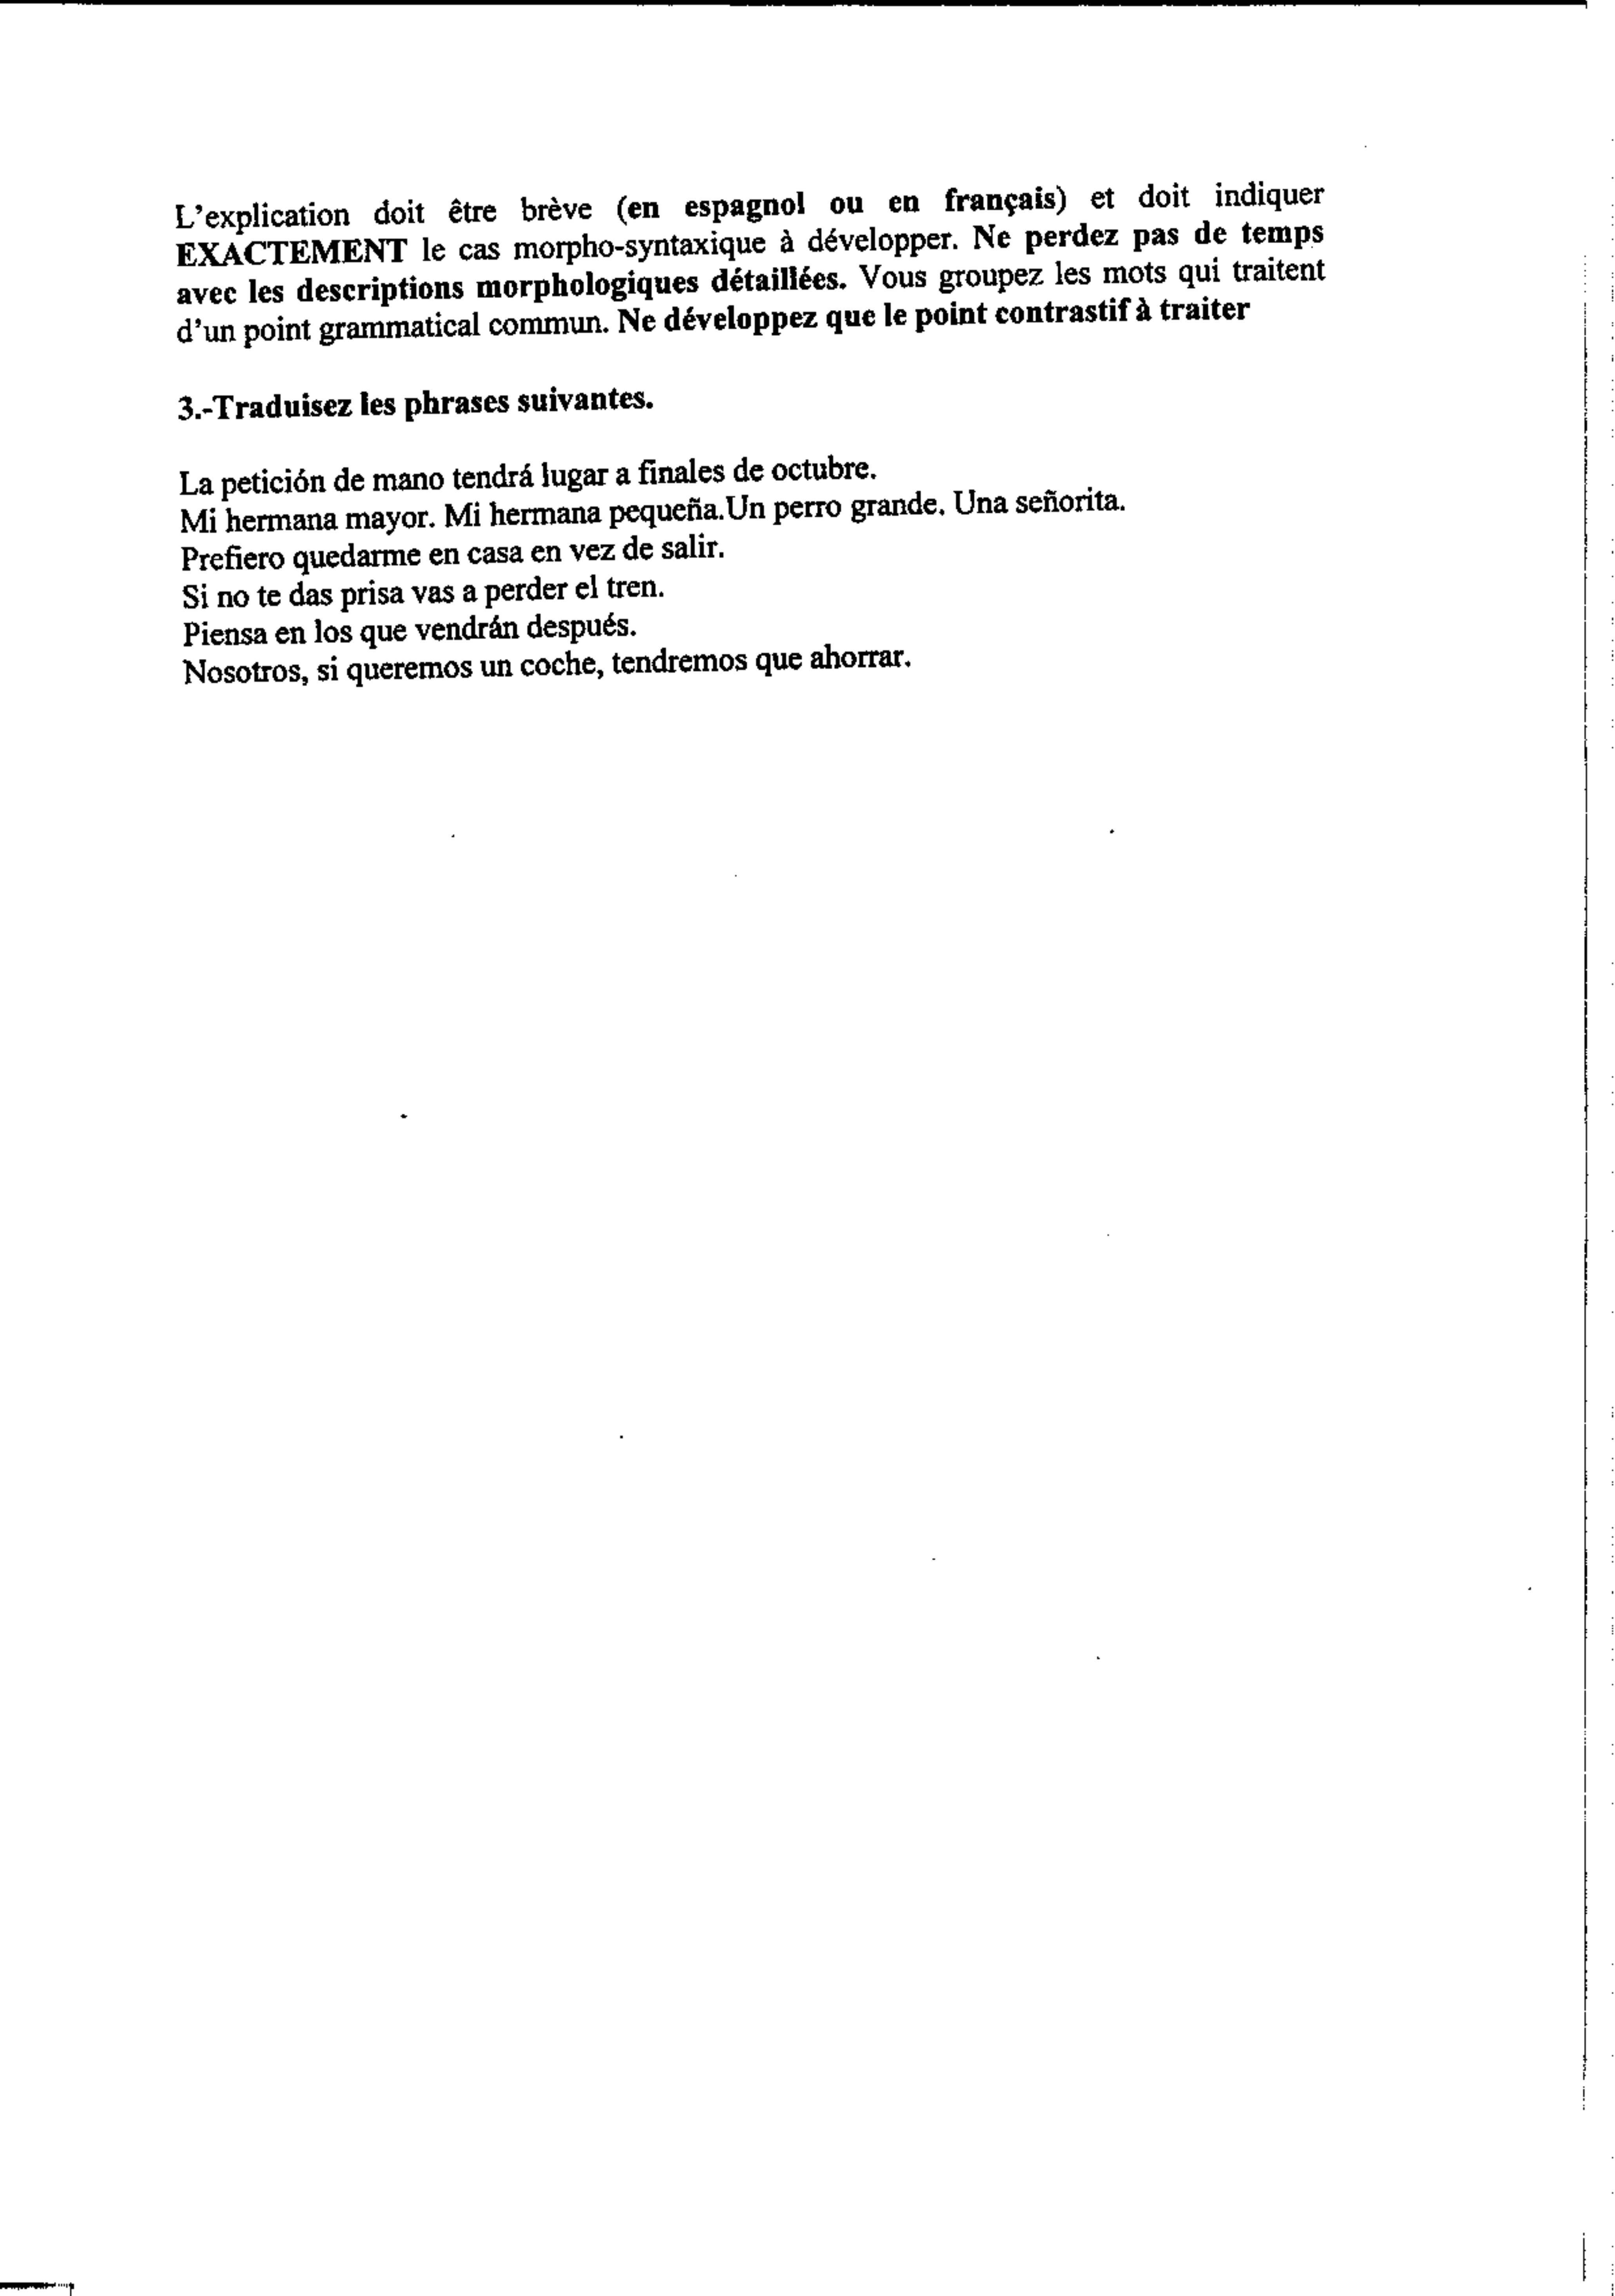 L'explication doit être brève (en espagnol ou en français) et doit indiquer
EXACTEMENT le cas morpho-syntaxique à développer. Ne perdez pas de temps
avec les descriptions morphologiques détaillées. Vous groupez les mots qui traitent
d'un point grammatical commun. Ne développez que le point contrastif à traiter
3.-Traduisez les phrases suivantes.
La petición de mano tendrá lugar a finales de octubre.
Mi hermana mayor. Mi hermana pequeña.Un perro grande. Una señorita.
Prefiero quedarme en casa en vez de salir.
Si no te das prisa vas a perder el tren.
Piensa en los que vendrán después.
Nosotros, si queremos un coche, tendremos que ahorrar.